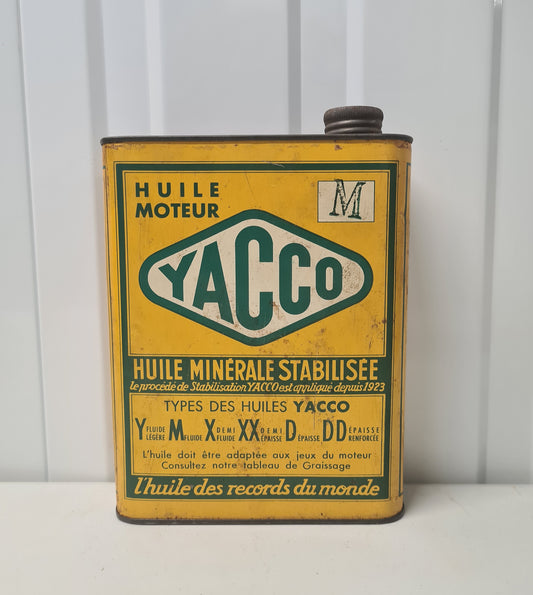 HUILE
MOTEUR
M
YACCO
HUILE MINÉRALE STABILISÉE
Le procédé de Stabilisation YACCO est appliqué depuis 1923
TYPES DES HUILES YACCO
Y FLUIDE LÉGÈRE M FLUIDE X DEMI FLUIDE XX DEMI ÉPAISSE D ÉPAISSE DD ÉPAISSE RENFORCÉE
L'huile doit être adaptée aux jeux du moteur
Consultez notre tableau de Graissage
l'huile des records du monde